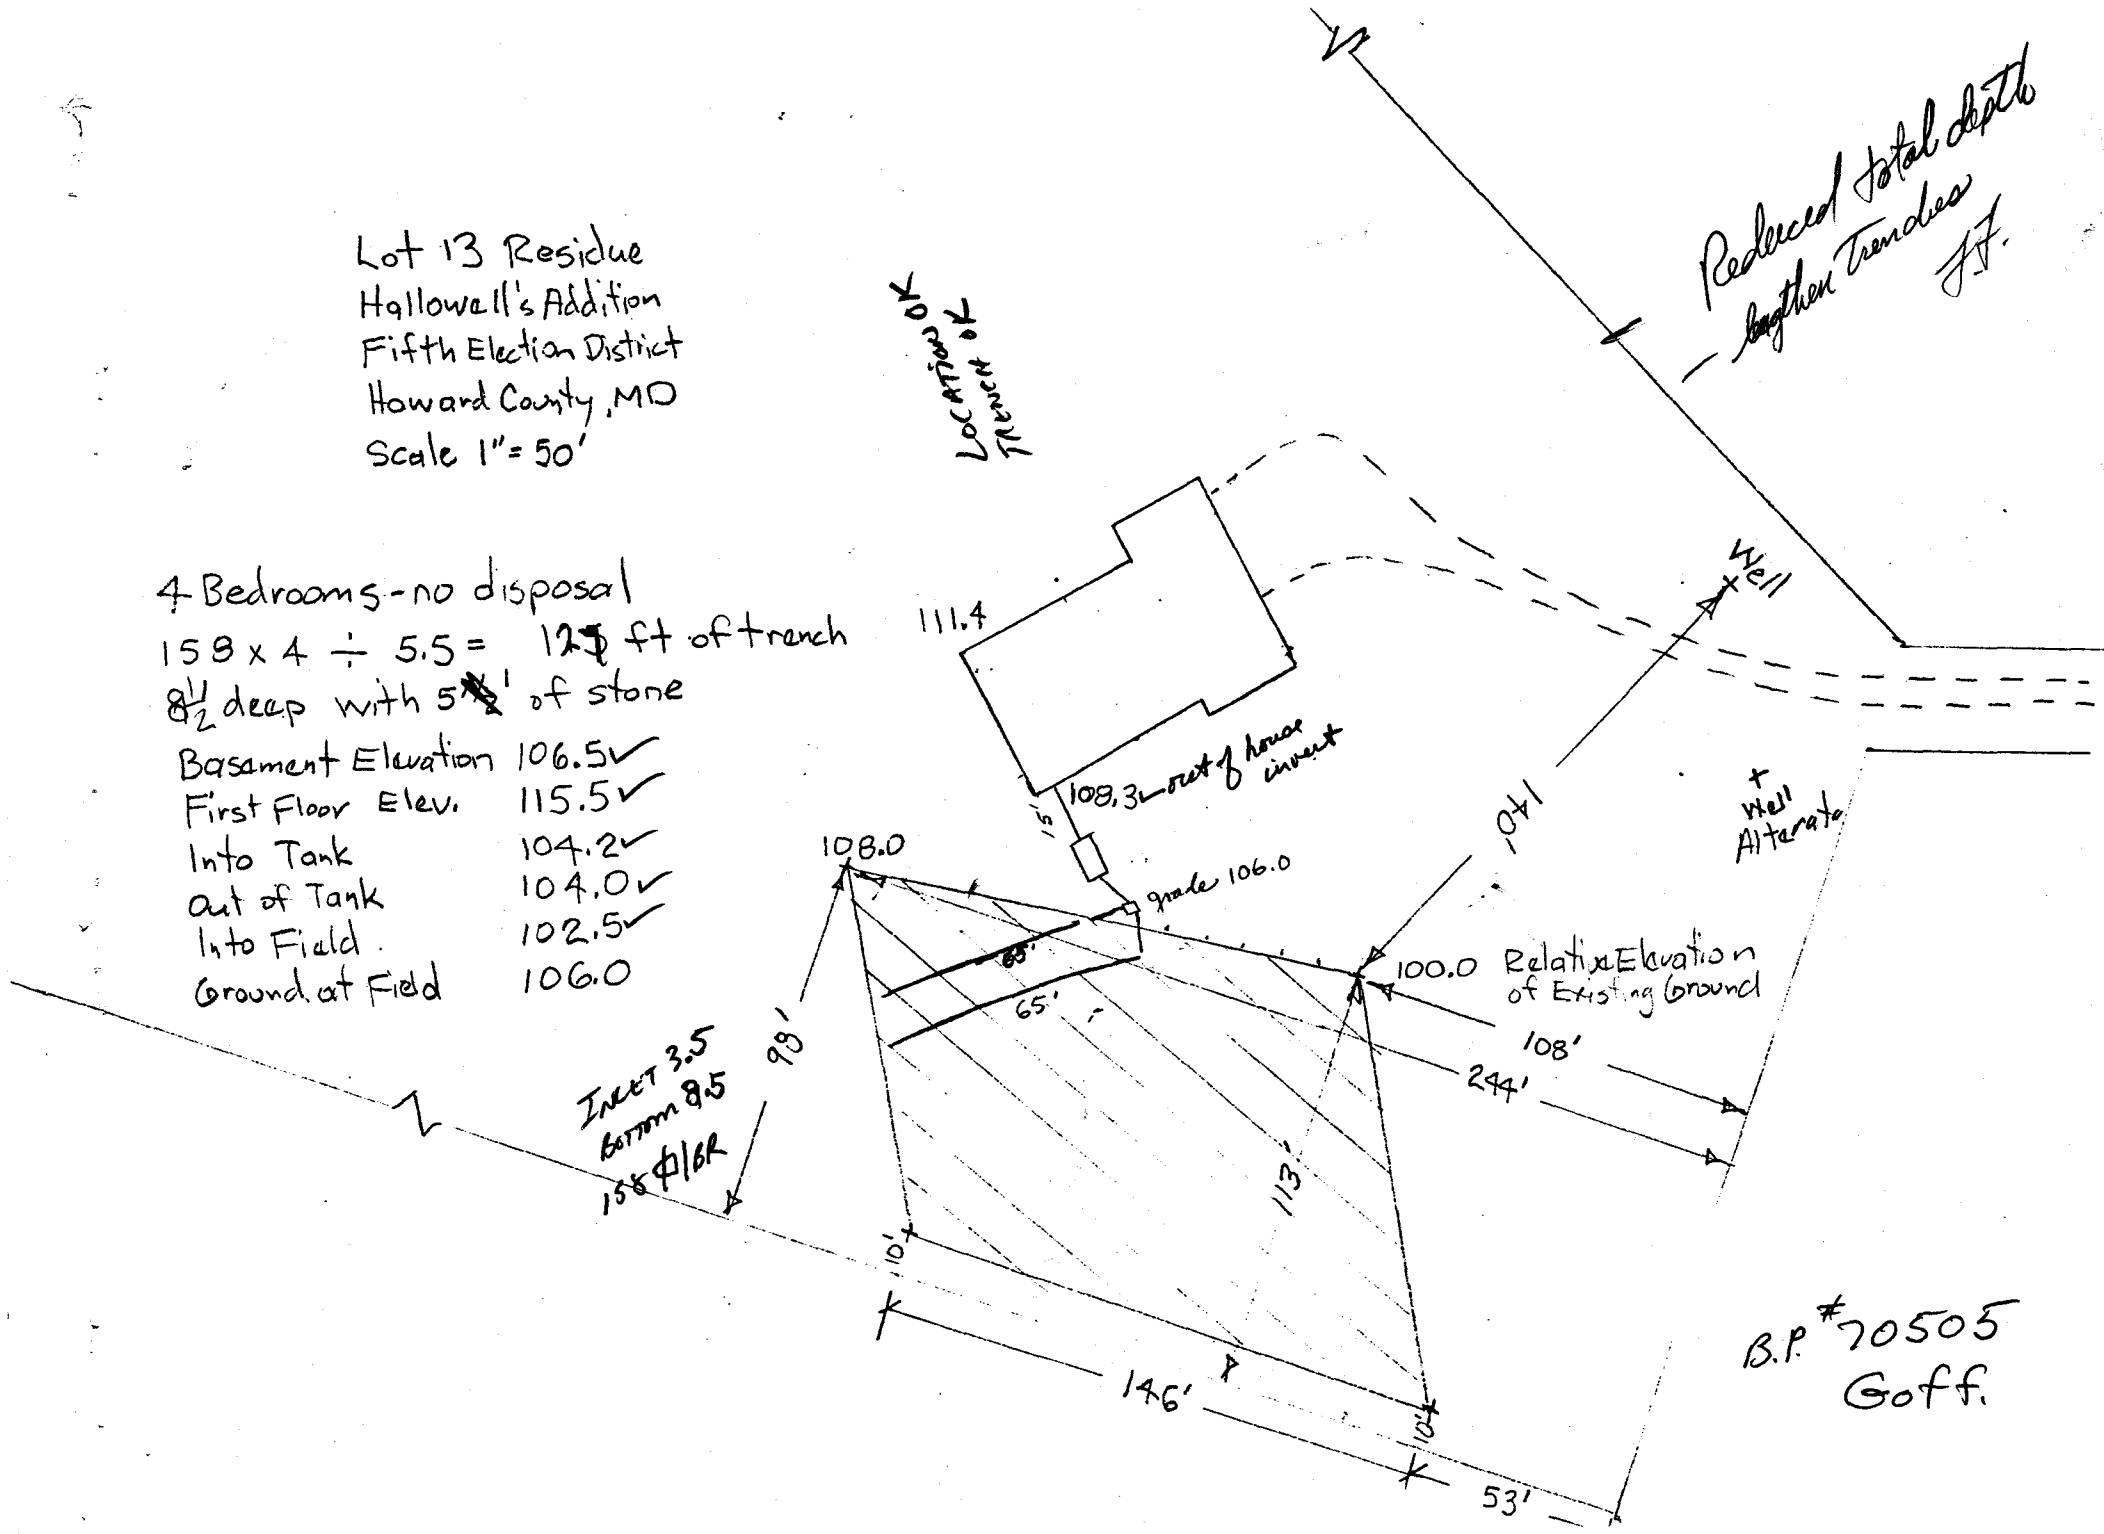 Lot 13 Residue
Hallowell's Addition
Fifth Election District
Howard County, MD
Scale 1"= 50'
LOCATION OK
TRENCH OK
Reduced total depth
- lengthen Trenches
J.F.
4 Bedrooms - no disposal
158 x 4 ÷ 5.5 = ft of trench
8 1/2 deep with 5' of stone
Basement Elevation 106.5✓
First Floor Elev. 115.5✓
Into Tank 104.2✓
Out of Tank 104.0✓
Into Field 102.5✓
Ground at Field 106.0
111.4
108.3 ✓ out of house
invert
15'
Well
140'
+
Well
Alternate
108.0
grade 106.0
65'
65'
100.0 Relative Elevation
of Existing Ground
108'
244'
98'
INLET 3.5
BOTTOM 8.5
158 ⏀/BR
113'
10'
146'
10'
53'
B.P. #70505
Goff.